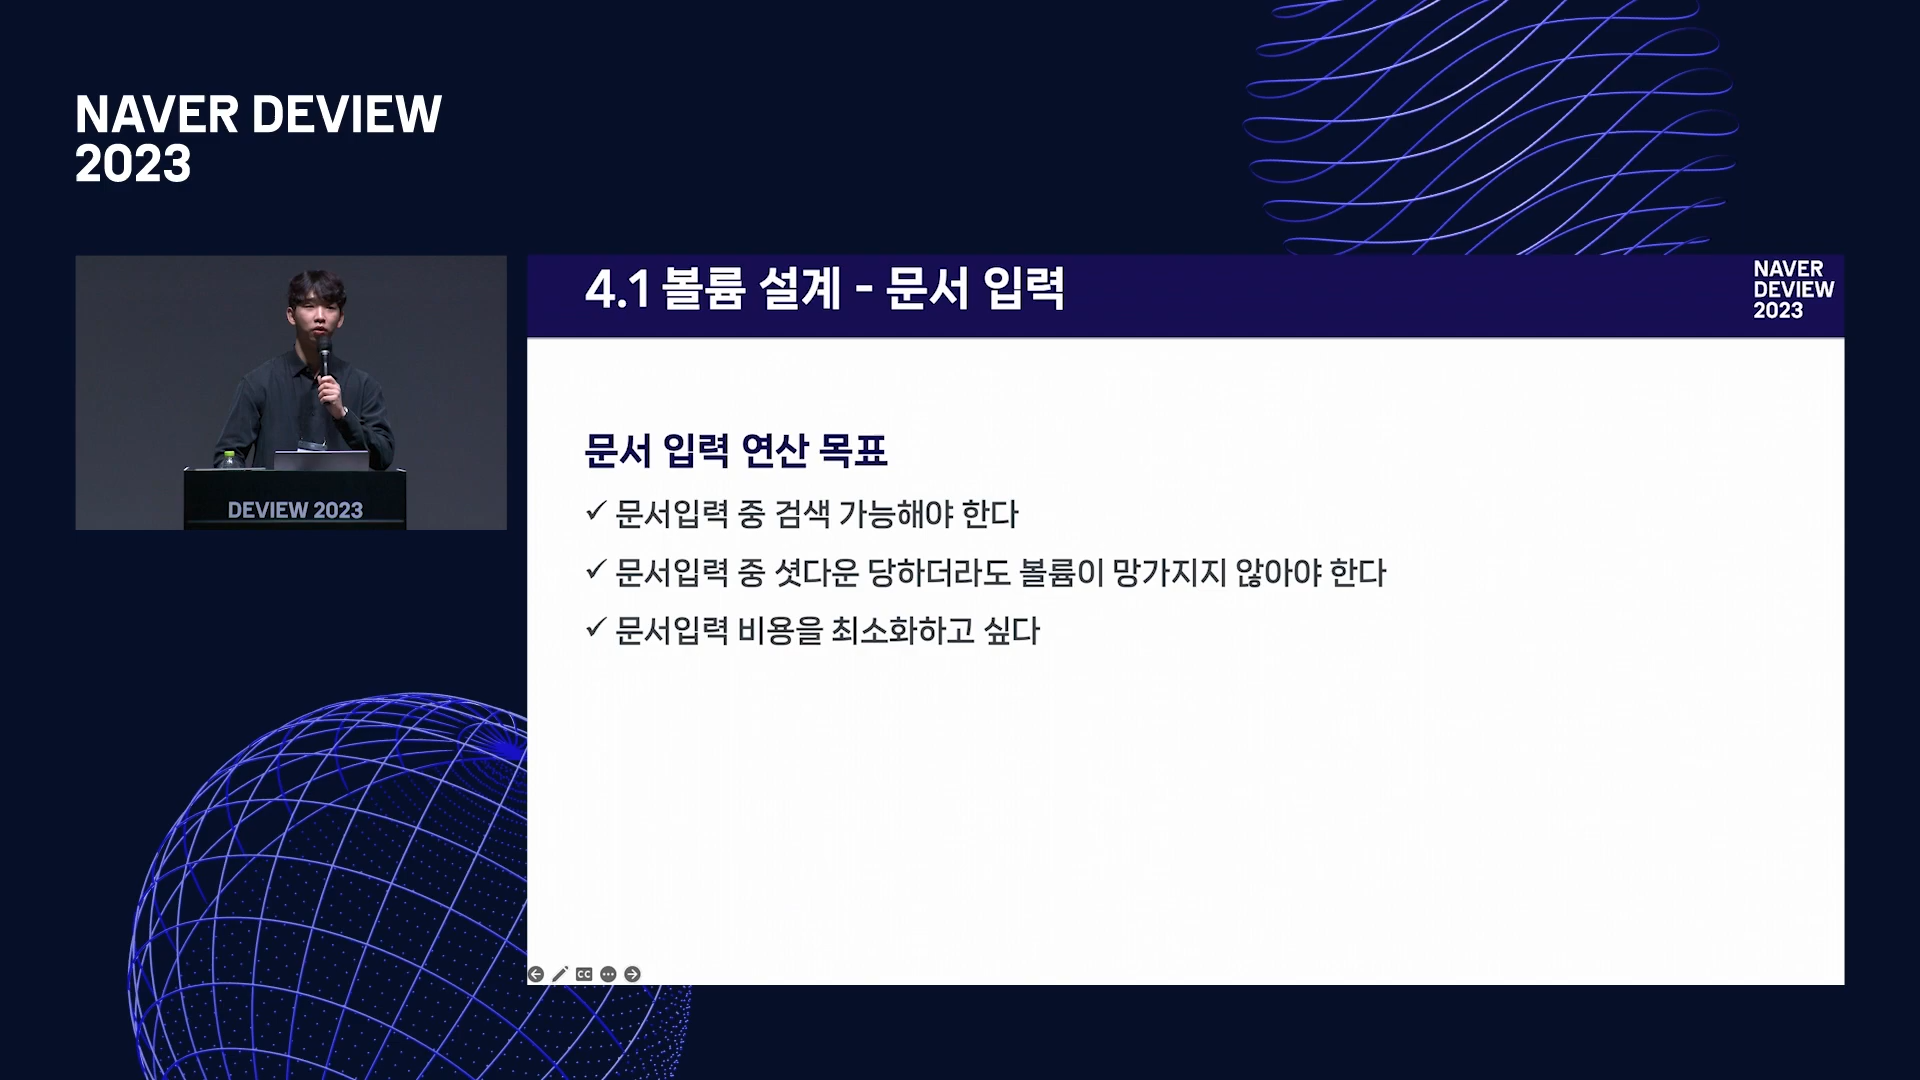 NAVER DEVIEW
2023
4.1 볼륨 설계 - 문서 입력
NAVER
DEVIEW
2023
문서 입력 연산 목표
✓ 문서입력 중 검색 가능해야 한다
✓ 문서입력 중 셧다운 당하더라도 볼륨이 망가지지 않아야 한다
✓ 문서입력 비용을 최소화하고 싶다
DEVIEW 2023
CC